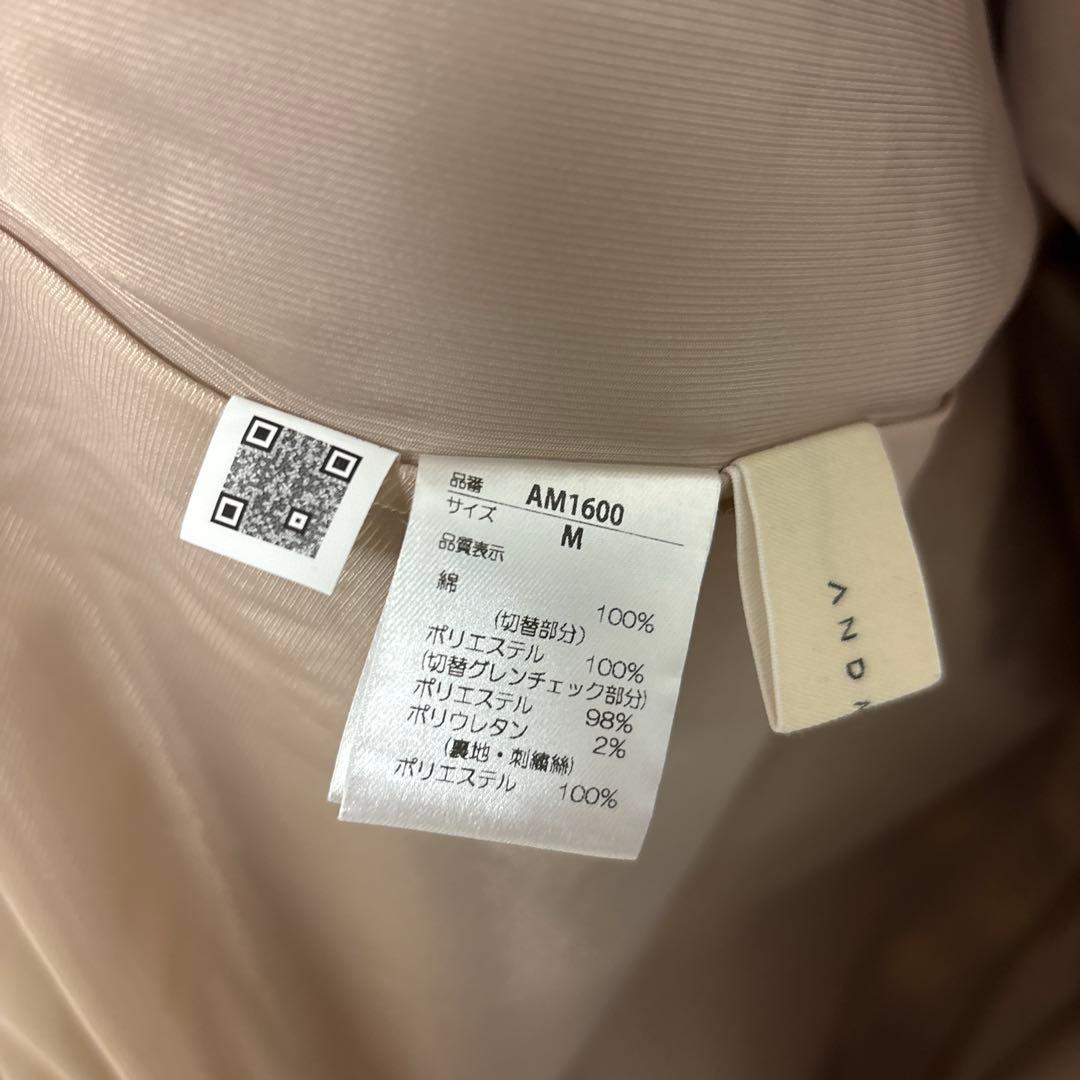 品番 AM1600
サイズ M
品質表示
綿 100%
(切替部分)
ポリエステル 100%
(切替グレンチェック部分)
ポリエステル 98%
ポリウレタン 2%
(裏地・刺繍絲)
ポリエステル 100%
AND